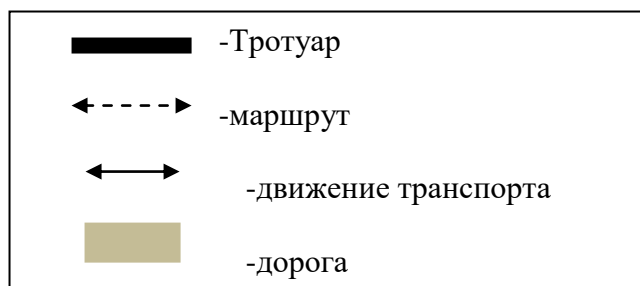 -Тротуар
-маршрут
-движение транспорта
-дорога